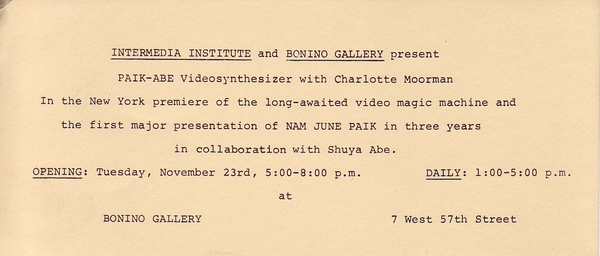 INTERMEDIA INSTITUTE and BONINO GALLERY present
PAIK-ABE Videosynthesizer with Charlotte Moorman
In the New York premiere of the long-awaited video magic machine and
the first major presentation of NAM JUNE PAIK in three years
in collaboration with Shuya Abe.
OPENING: Tuesday, November 23rd, 5:00-8:00 p.m. DAILY: 1:00-5:00 p.m.
at
BONINO GALLERY 7 West 57th Street